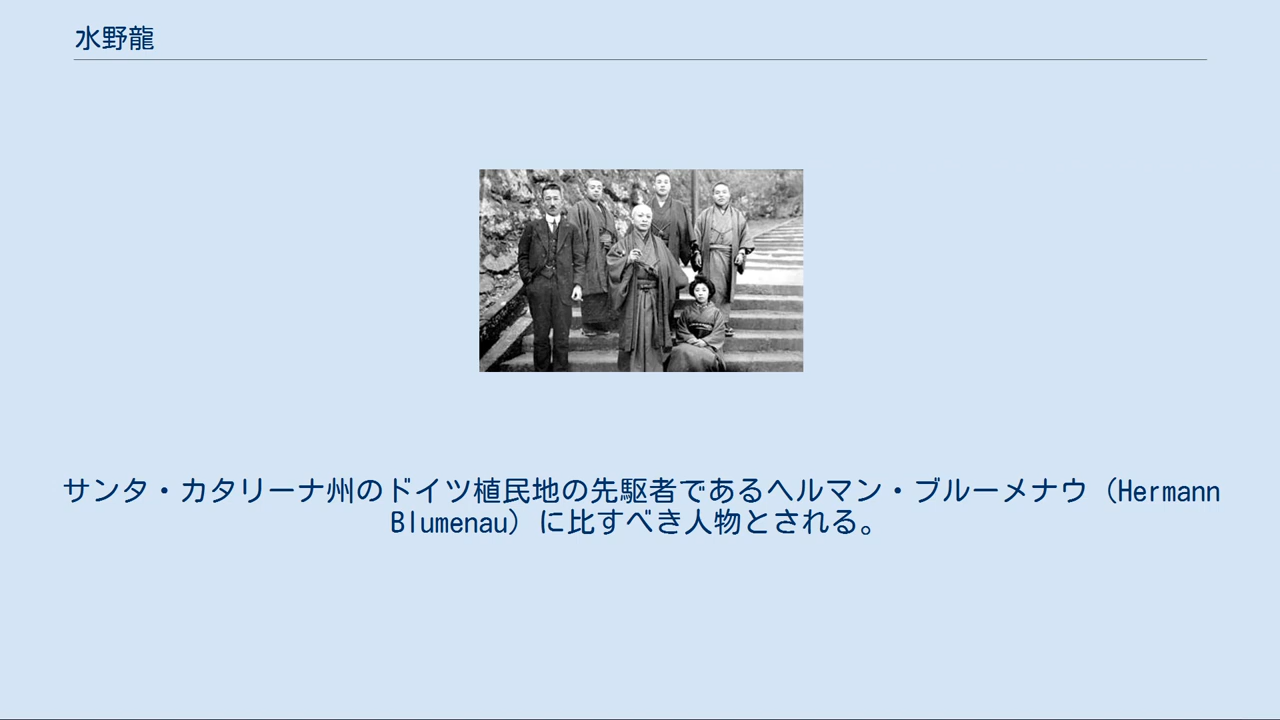 水野龍
サンタ・カタリーナ州のドイツ植民地の先駆者であるヘルマン・ブルーメナウ（Hermann
Blumenau）に比すべき人物とされる。